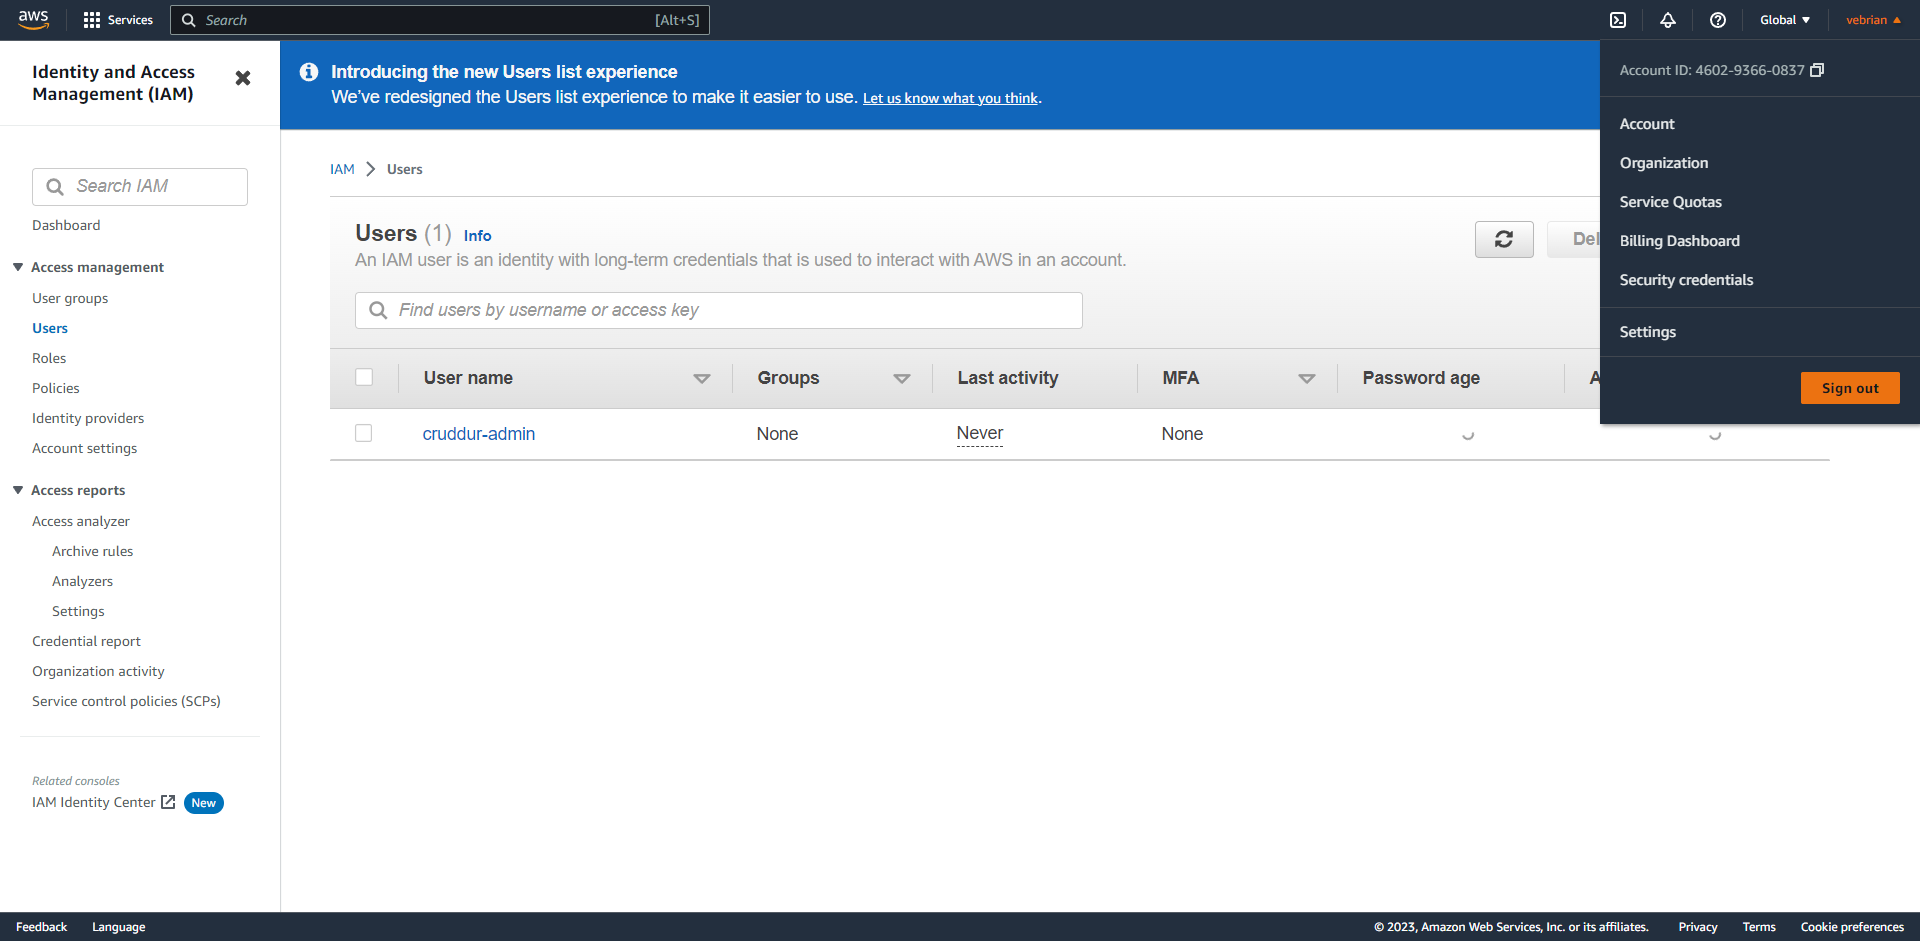 aws
Services
Search
[Alt+S]
Global
vebrian
Identity and Access
Management (IAM)
Search IAM
Dashboard
Access management
User groups
Users
Roles
Policies
Identity providers
Account settings
Access reports
Access analyzer
Archive rules
Analyzers
Settings
Credential report
Organization activity
Service control policies (SCPs)
Related consoles
IAM Identity Center
New
Introducing the new Users list experience
We've redesigned the Users list experience to make it easier to use. Let us know what you think.
IAM
Users
Users (1) Info
An IAM user is an identity with long-term credentials that is used to interact with AWS in an account.
Del
Find users by username or access key
User name
Groups
Last activity
MFA
Password age
A
cruddur-admin
None
Never
None
Account ID: 4602-9366-0837
Account
Organization
Service Quotas
Billing Dashboard
Security credentials
Settings
Sign out
Feedback
Language
© 2023, Amazon Web Services, Inc. or its affiliates.
Privacy
Terms
Cookie preferences